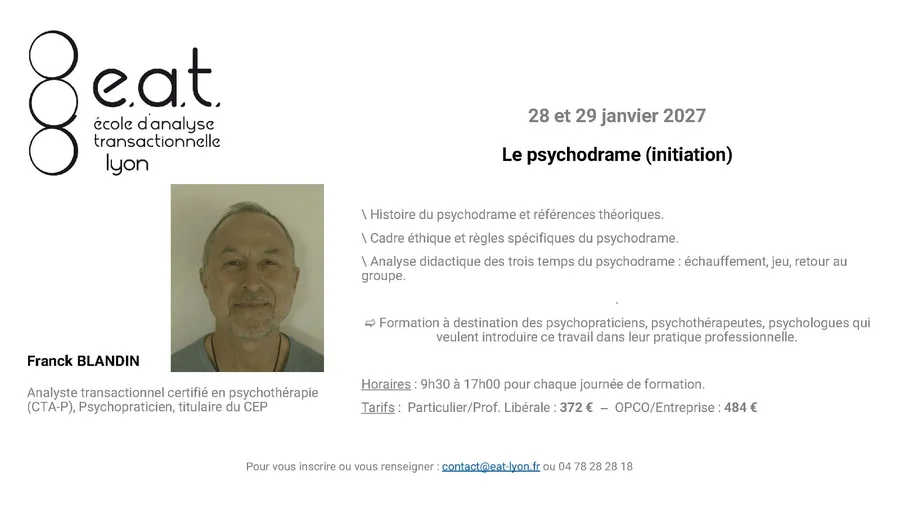 e.a.t.
école d'analyse
transactionnelle
lyon
28 et 29 janvier 2027
Le psychodrame (initiation)
\ Histoire du psychodrame et références théoriques.
\ Cadre éthique et règles spécifiques du psychodrame.
\ Analyse didactique des trois temps du psychodrame : échauffement, jeu, retour au
groupe.
.
➯ Formation à destination des psychopraticiens, psychothérapeutes, psychologues qui
veulent introduire ce travail dans leur pratique professionnelle.
Franck BLANDIN
Analyste transactionnel certifié en psychothérapie
(CTA-P), Psychopraticien, titulaire du CEP
Horaires : 9h30 à 17h00 pour chaque journée de formation.
Tarifs : Particulier/Prof. Libérale : 372 € – OPCO/Entreprise : 484 €
Pour vous inscrire ou vous renseigner : contact@eat-lyon.fr ou 04 78 28 28 18